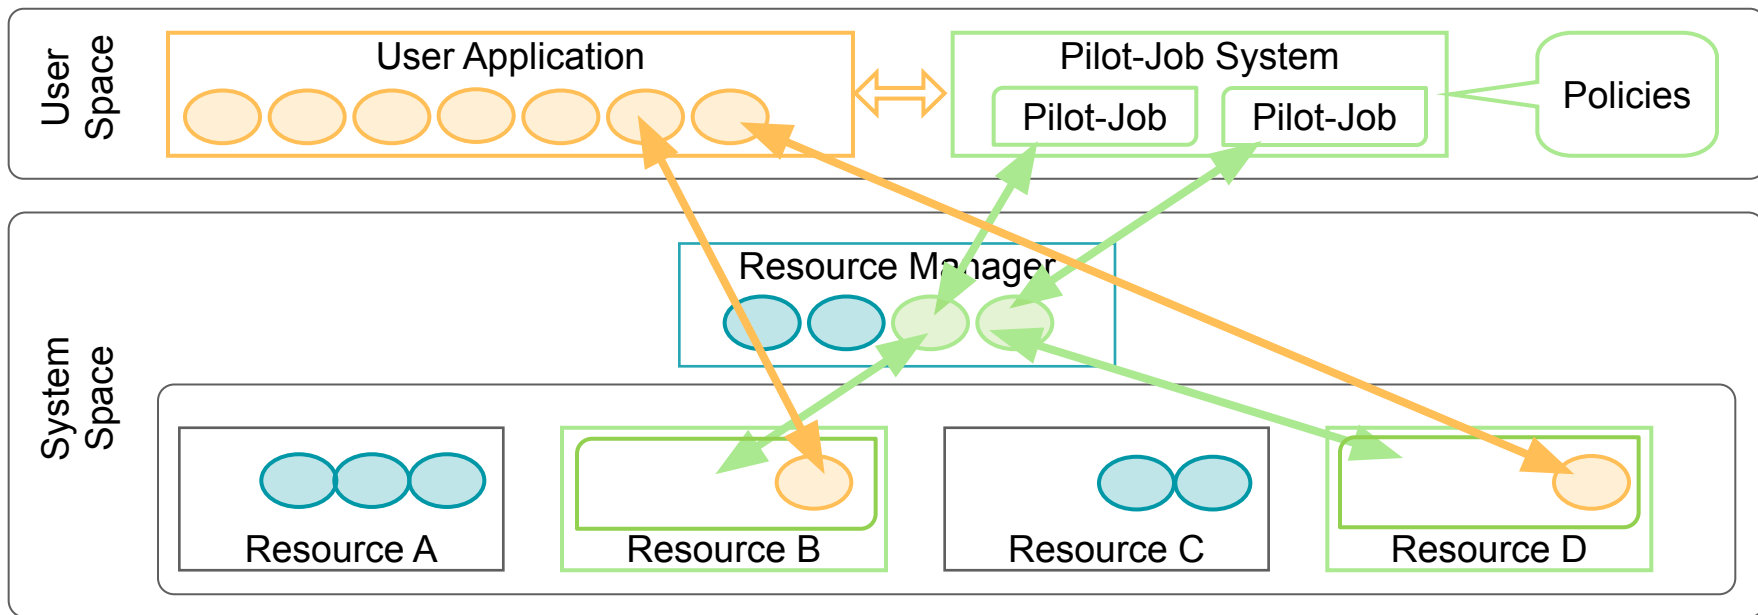 User
Space
User Application
Pilot-Job System
Pilot-Job
Pilot-Job
Policies
System
Space
Resource Manager
Resource A
Resource B
Resource C
Resource D